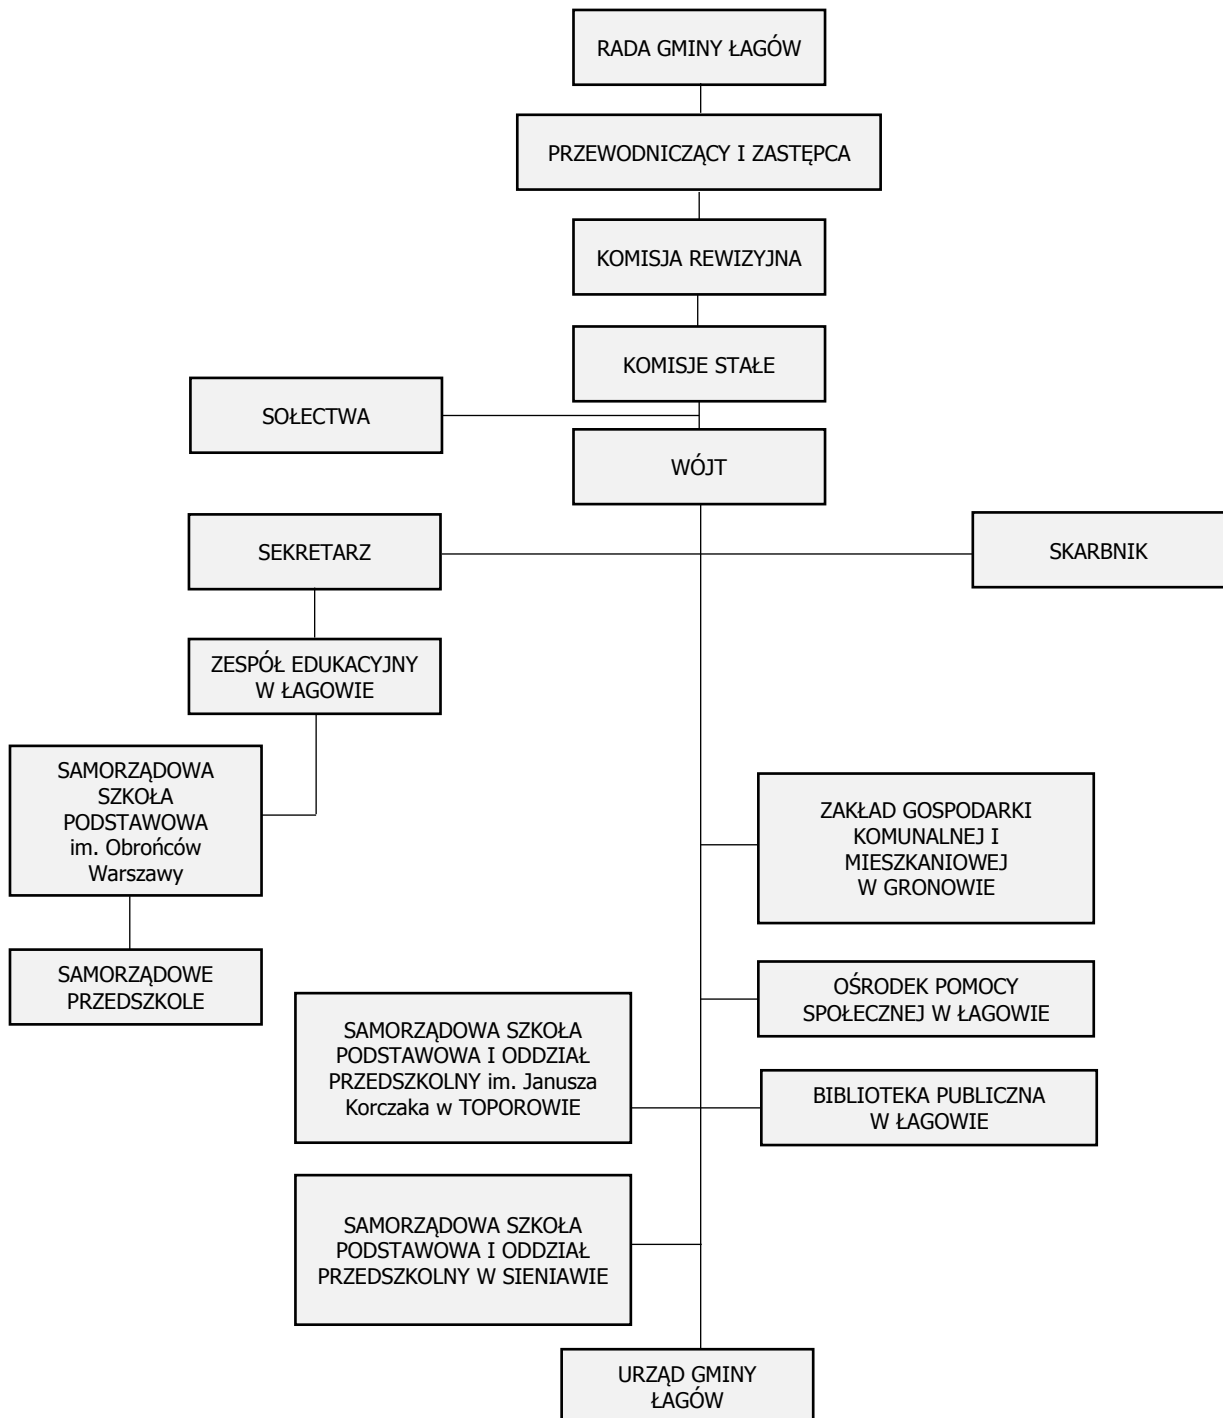 RADA GMINY ŁAGÓW
PRZEWODNICZĄCY I ZASTĘPCA
KOMISJA REWIZYJNA
KOMISJE STAŁE
SOŁECTWA
WÓJT
SEKRETARZ
SKARBNIK
ZESPÓŁ EDUKACYJNY
W ŁAGOWIE
SAMORZĄDOWA
SZKOŁA
PODSTAWOWA
im. Obrońców
Warszawy
ZAKŁAD GOSPODARKI
KOMUNALNEJ I
MIESZKANIOWEJ
W GRONOWIE
SAMORZĄDOWE
PRZEDSZKOLE
OŚRODEK POMOCY
SPOŁECZNEJ W ŁAGOWIE
SAMORZĄDOWA SZKOŁA
PODSTAWOWA I ODDZIAŁ
PRZEDSZKOLNY im. Janusza
Korczaka w TOPOROWIE
BIBLIOTEKA PUBLICZNA
W ŁAGOWIE
SAMORZĄDOWA SZKOŁA
PODSTAWOWA I ODDZIAŁ
PRZEDSZKOLNY W SIENIAWIE
URZĄD GMINY
ŁAGÓW